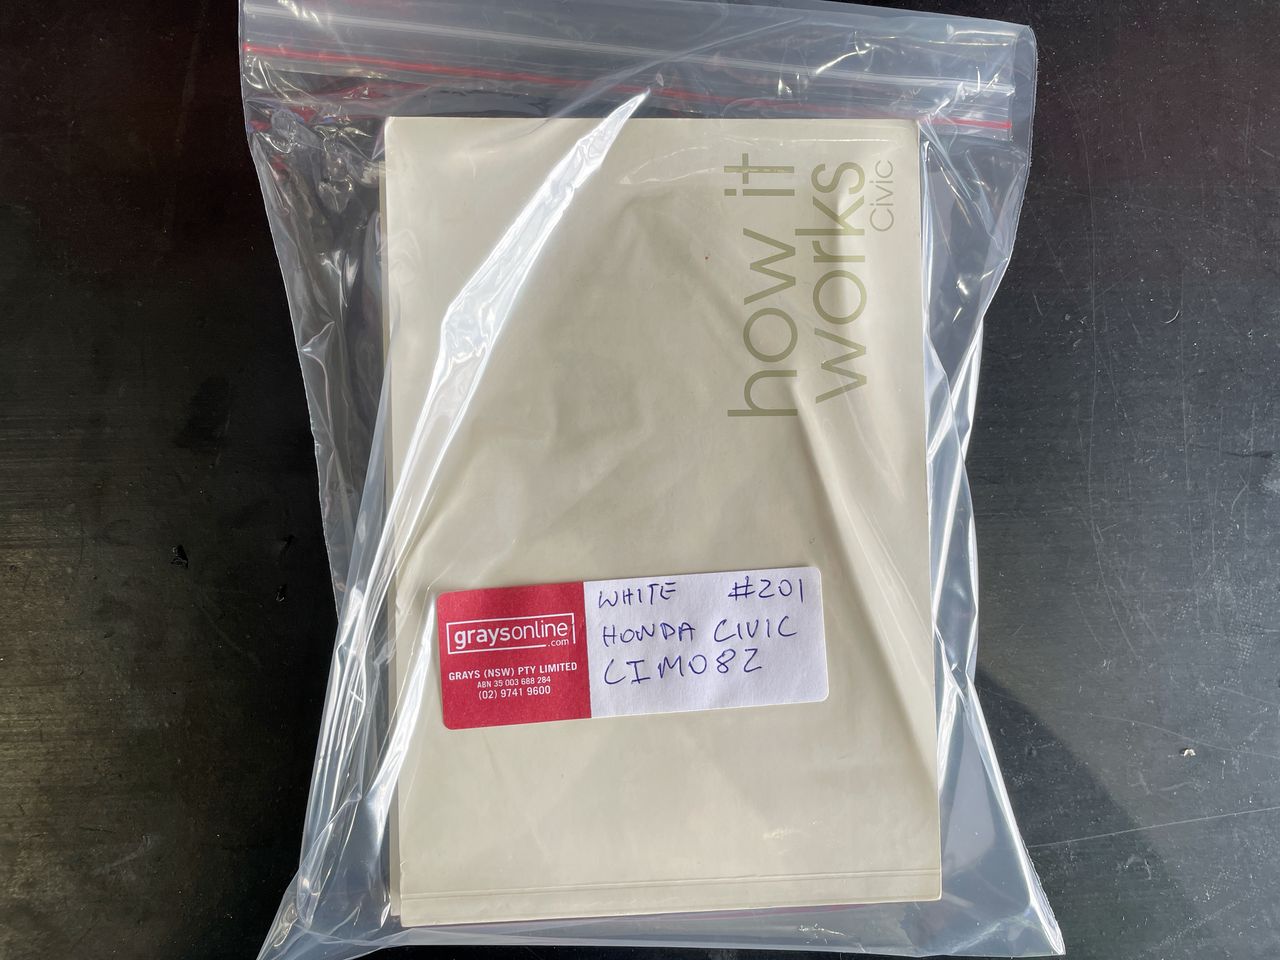 how it
works
Civic
graysonline
.com
GRAYS (NSW) PTY LIMITED
ABN 35 003 688 284
(02) 9741 9600
WHITE #201
HONDA CIVIC
CIM08Z